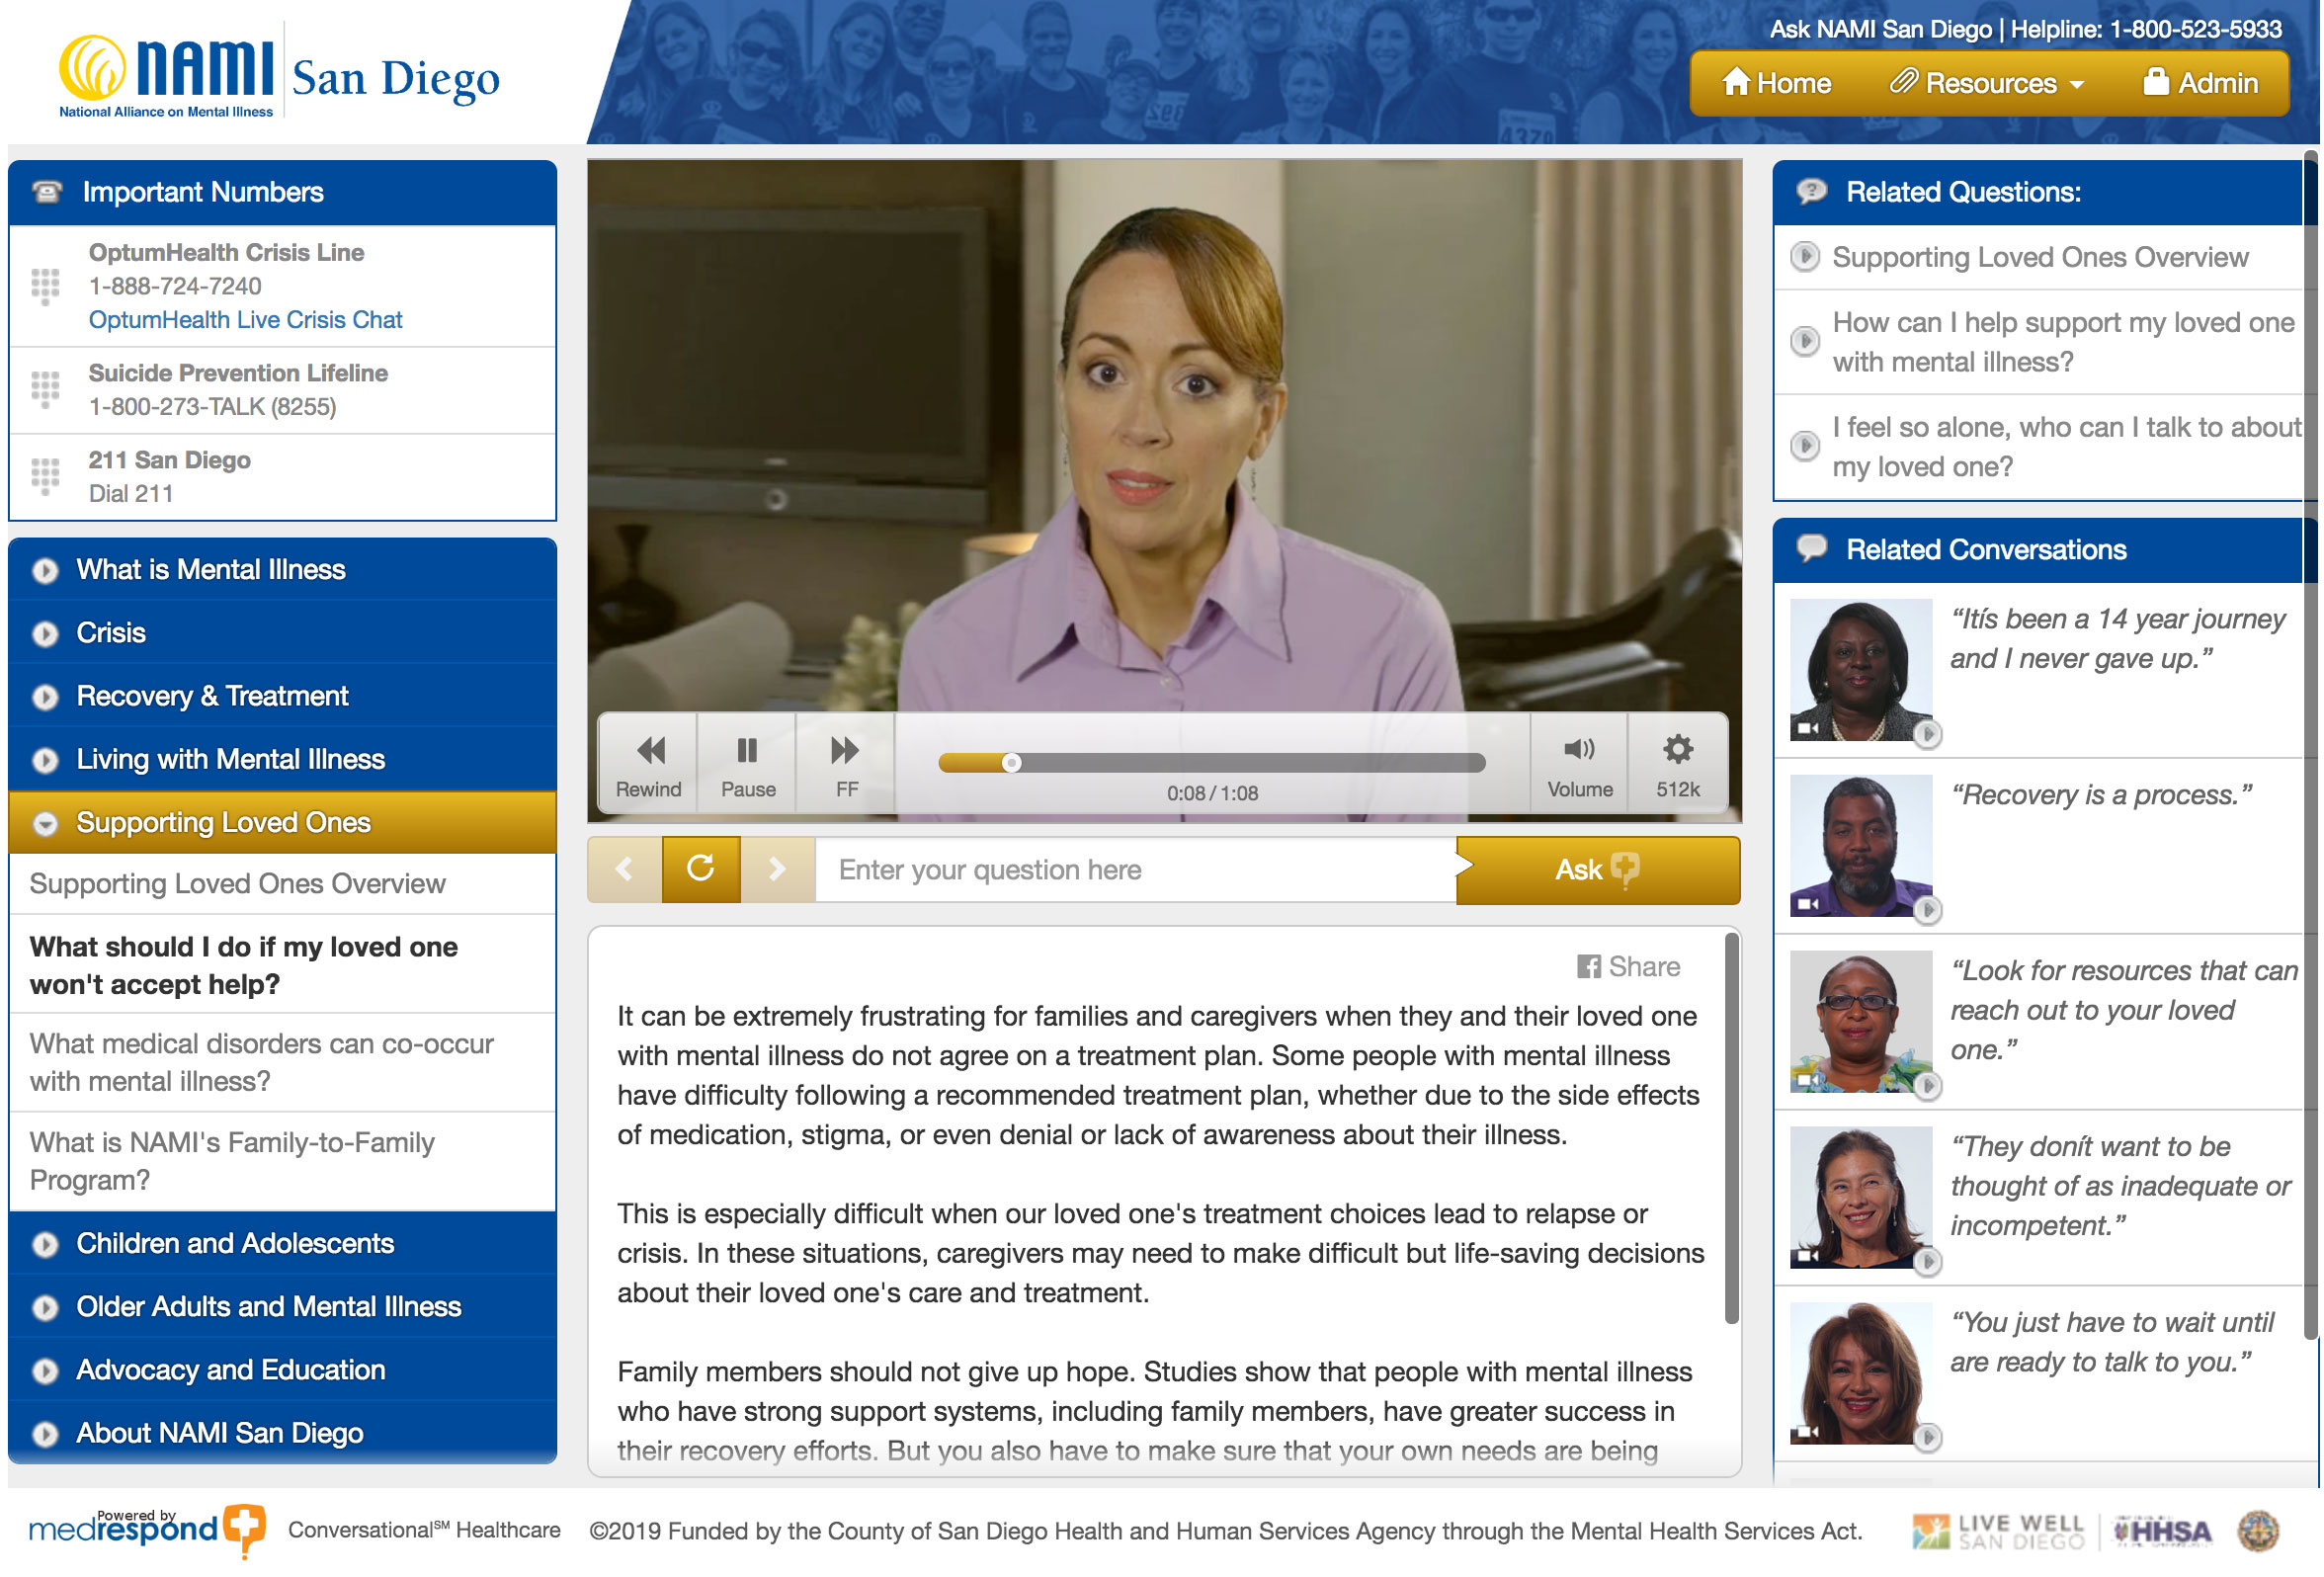 nami
San Diego
National Alliance on Mental Illness
Ask NAMI San Diego | Helpline: 1-800-523-5933
Home
Resources
Admin
Important Numbers
OptumHealth Crisis Line
1-888-724-7240
OptumHealth Live Crisis Chat
Suicide Prevention Lifeline
1-800-273-TALK (8255)
211 San Diego
Dial 211
What is Mental Illness
Crisis
Recovery & Treatment
Living with Mental Illness
Supporting Loved Ones
Supporting Loved Ones Overview
What should I do if my loved one
won't accept help?
What medical disorders can co-occur
with mental illness?
What is NAMI's Family-to-Family
Program?
Children and Adolescents
Older Adults and Mental Illness
Advocacy and Education
About NAMI San Diego
Rewind
Pause
FF
0:08 / 1:08
Volume
512k
Enter your question here
Ask
Share
It can be extremely frustrating for families and caregivers when they and their loved one
with mental illness do not agree on a treatment plan. Some people with mental illness
have difficulty following a recommended treatment plan, whether due to the side effects
of medication, stigma, or even denial or lack of awareness about their illness.
This is especially difficult when our loved one's treatment choices lead to relapse or
crisis. In these situations, caregivers may need to make difficult but life-saving decisions
about their loved one's care and treatment.
Family members should not give up hope. Studies show that people with mental illness
who have strong support systems, including family members, have greater success in
their recovery efforts. But you also have to make sure that your own needs are being
Related Questions:
Supporting Loved Ones Overview
How can I help support my loved one
with mental illness?
I feel so alone, who can I talk to about
my loved one?
Related Conversations
“Itís been a 14 year journey
and I never gave up.”
“Recovery is a process.”
“Look for resources that can
reach out to your loved
one.”
“They donít want to be
thought of as inadequate or
incompetent.”
“You just have to wait until
are ready to talk to you.”
Powered by
medrespond
Conversational℠ Healthcare
©2019 Funded by the County of San Diego Health and Human Services Agency through the Mental Health Services Act.
LIVE WELL
SAN DIEGO
HHSA